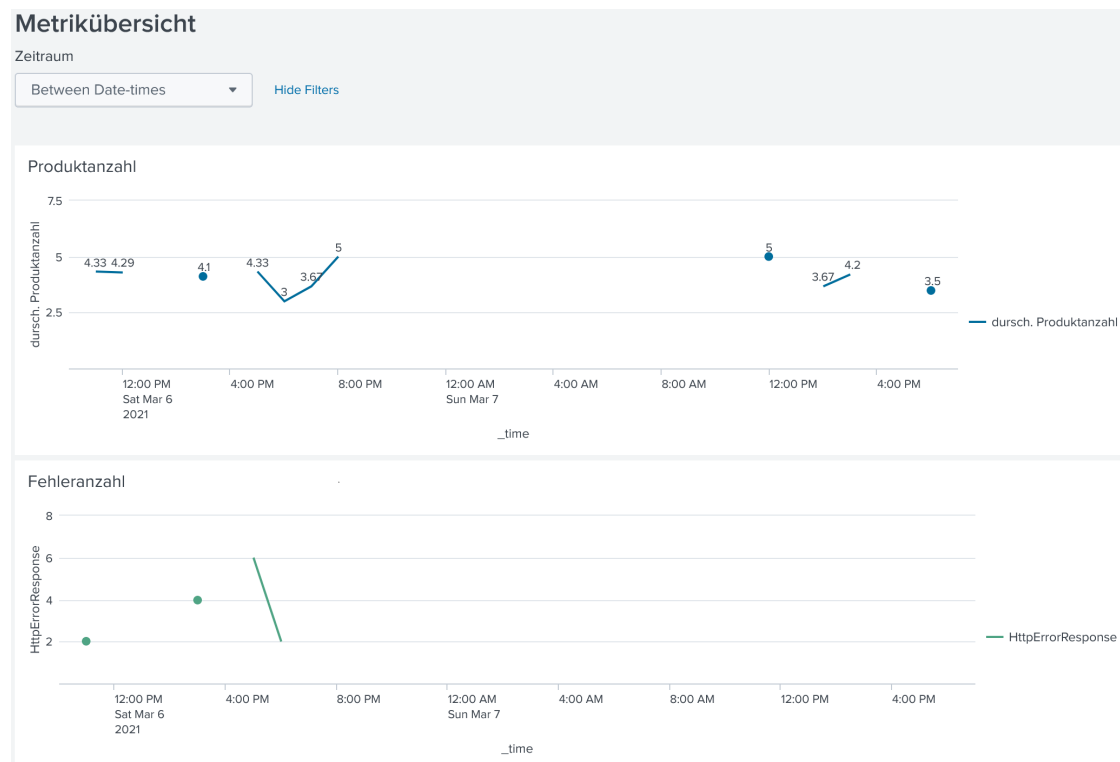 Metrikübersicht
Zeitraum
Between Date-times
Hide Filters
Produktanzahl
dursch. Produktanzahl
7.5
5
2.5
4.33 4.29
4.1
4.33
3
3.67
5
5
3.67
4.2
3.5
dursch. Produktanzahl
12:00 PM 4:00 PM 8:00 PM 12:00 AM 4:00 AM 8:00 AM 12:00 PM 4:00 PM
Sat Mar 6 Sun Mar 7
2021
_time
Fehleranzahl
HttpErrorResponse
8
6
4
2
HttpErrorResponse
12:00 PM 4:00 PM 8:00 PM 12:00 AM 4:00 AM 8:00 AM 12:00 PM 4:00 PM
Sat Mar 6 Sun Mar 7
2021
_time